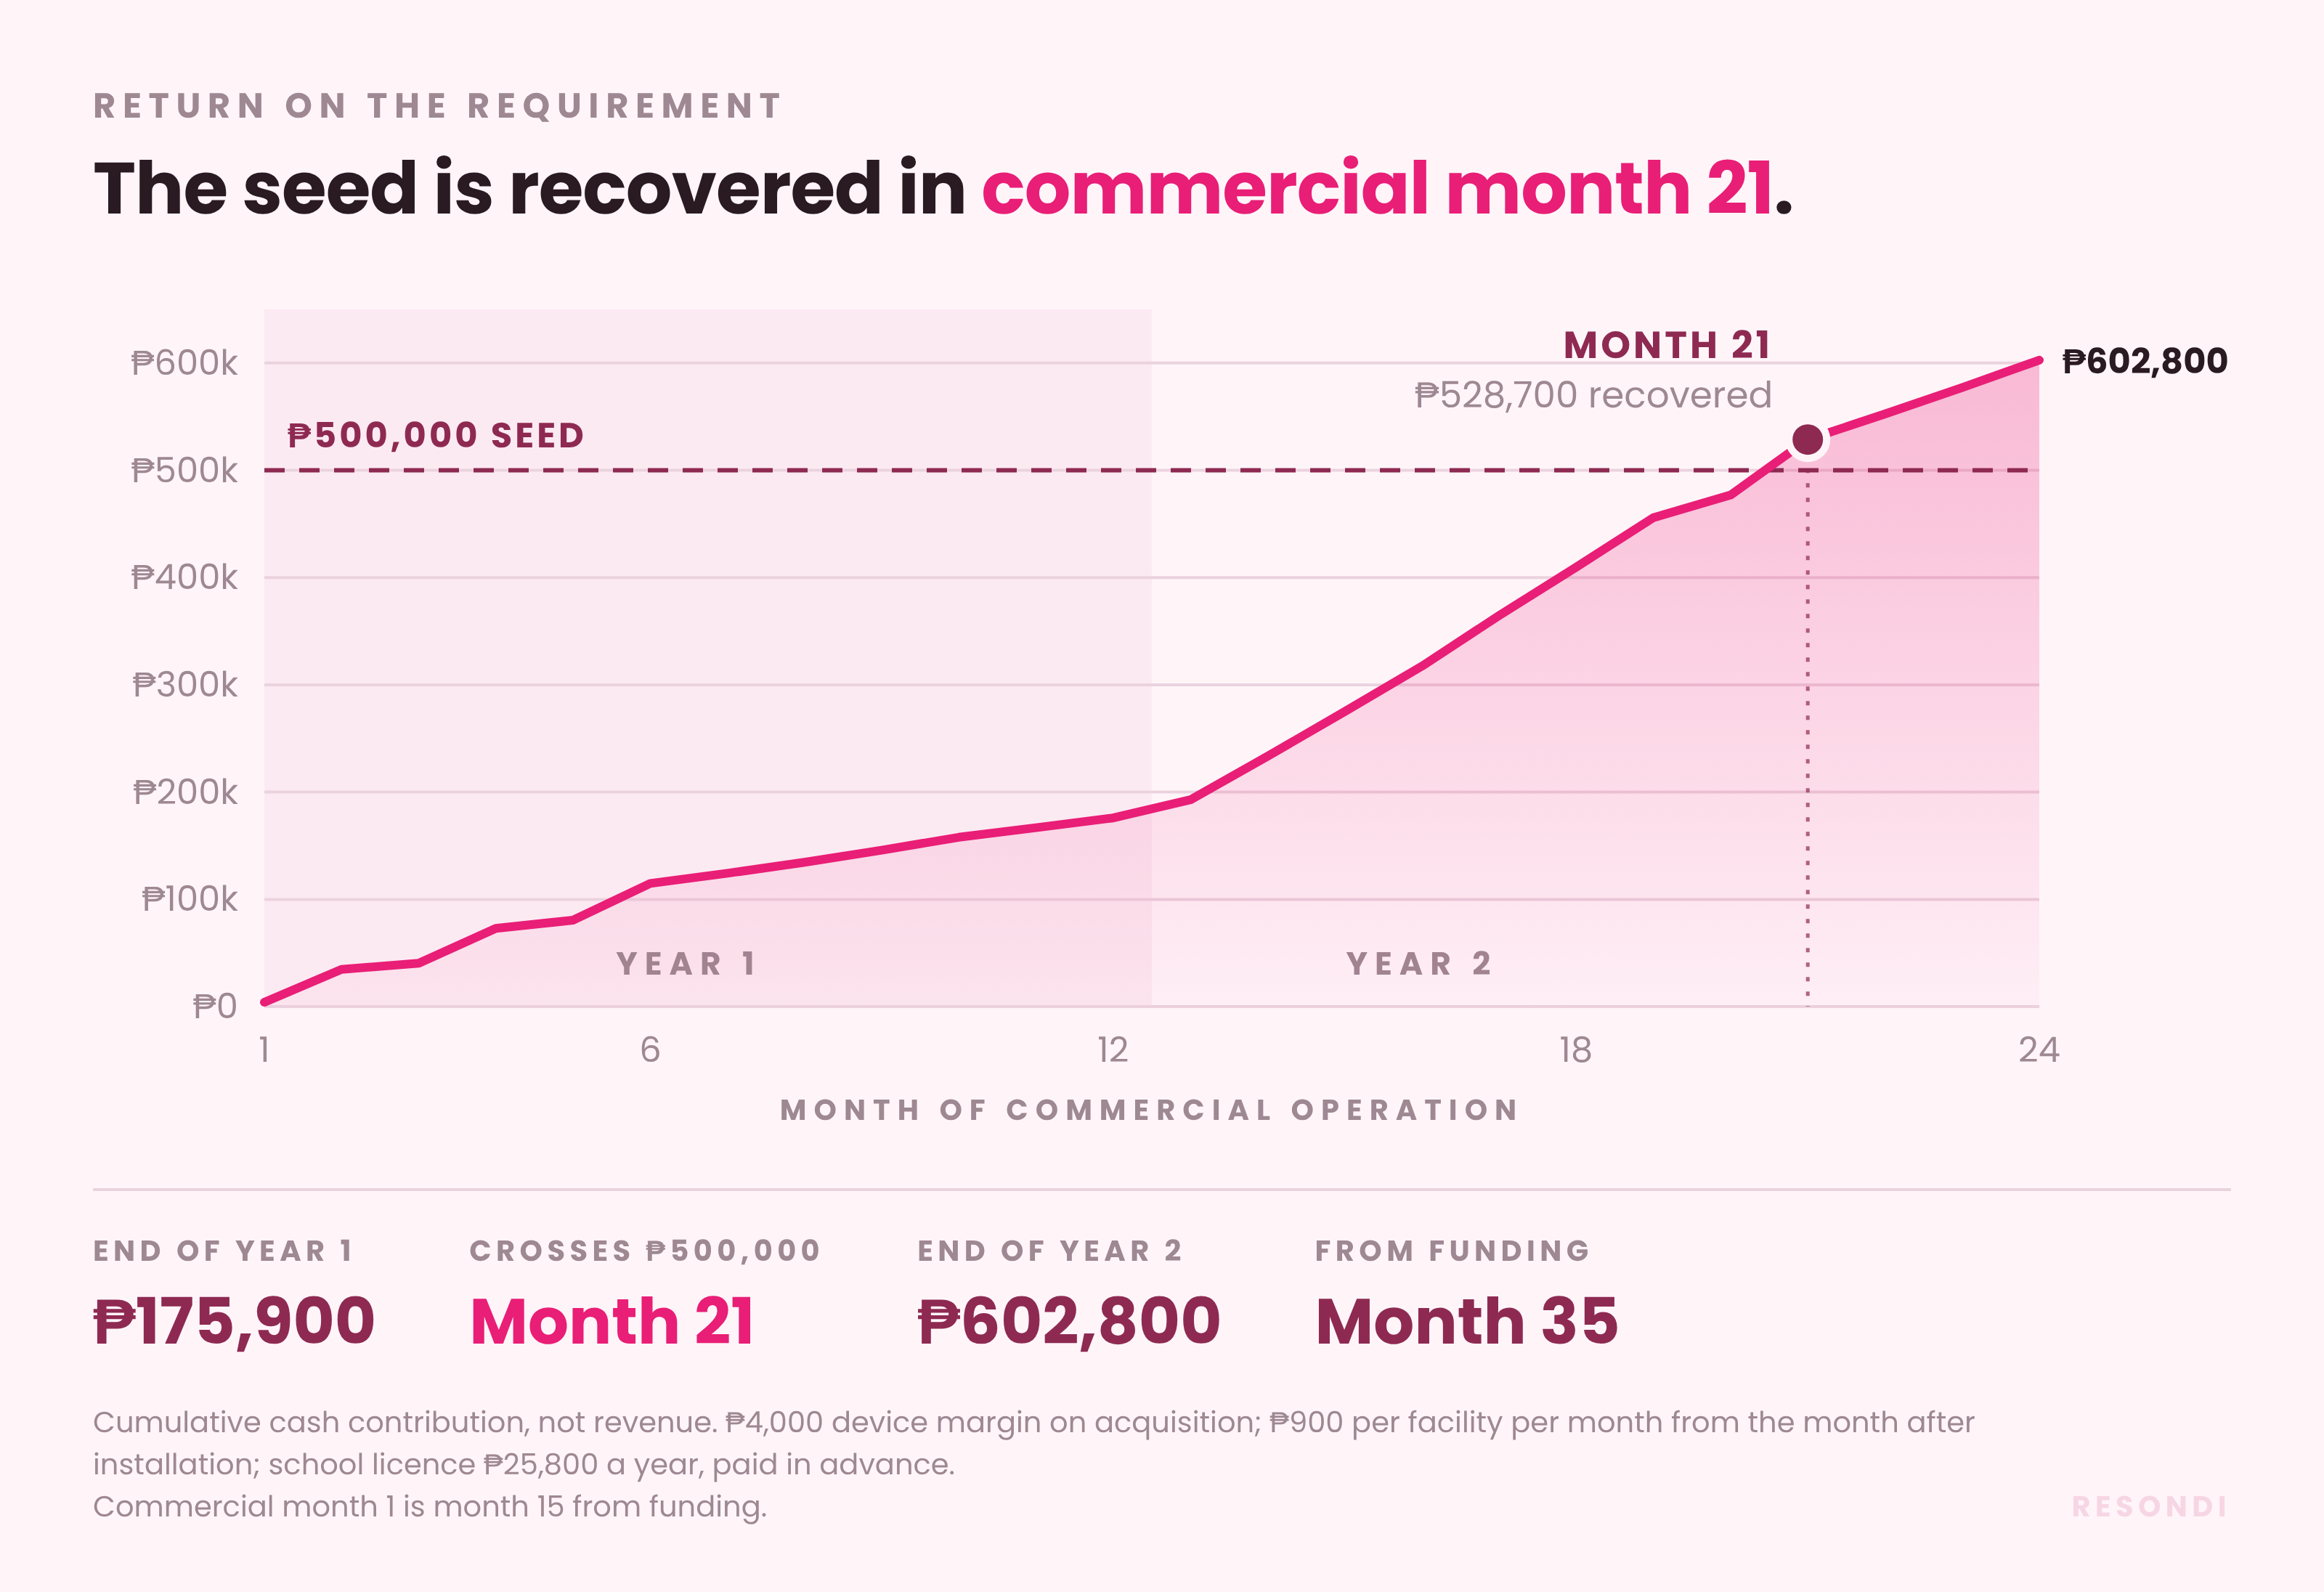 RETURN ON THE REQUIREMENT
The seed is recovered in commercial month 21.
MONTH 21
₱528,700 recovered
₱602,800
₱500,000 SEED
₱600k
₱500k
₱400k
₱300k
₱200k
₱100k
₱0
YEAR 1
YEAR 2
1 6 12 18 24
MONTH OF COMMERCIAL OPERATION
END OF YEAR 1
₱175,900
CROSSES ₱500,000
Month 21
END OF YEAR 2
₱602,800
FROM FUNDING
Month 35
Cumulative cash contribution, not revenue. ₱4,000 device margin on acquisition; ₱900 per facility per month from the month after
installation; school licence ₱25,800 a year, paid in advance.
Commercial month 1 is month 15 from funding.
RESONDI